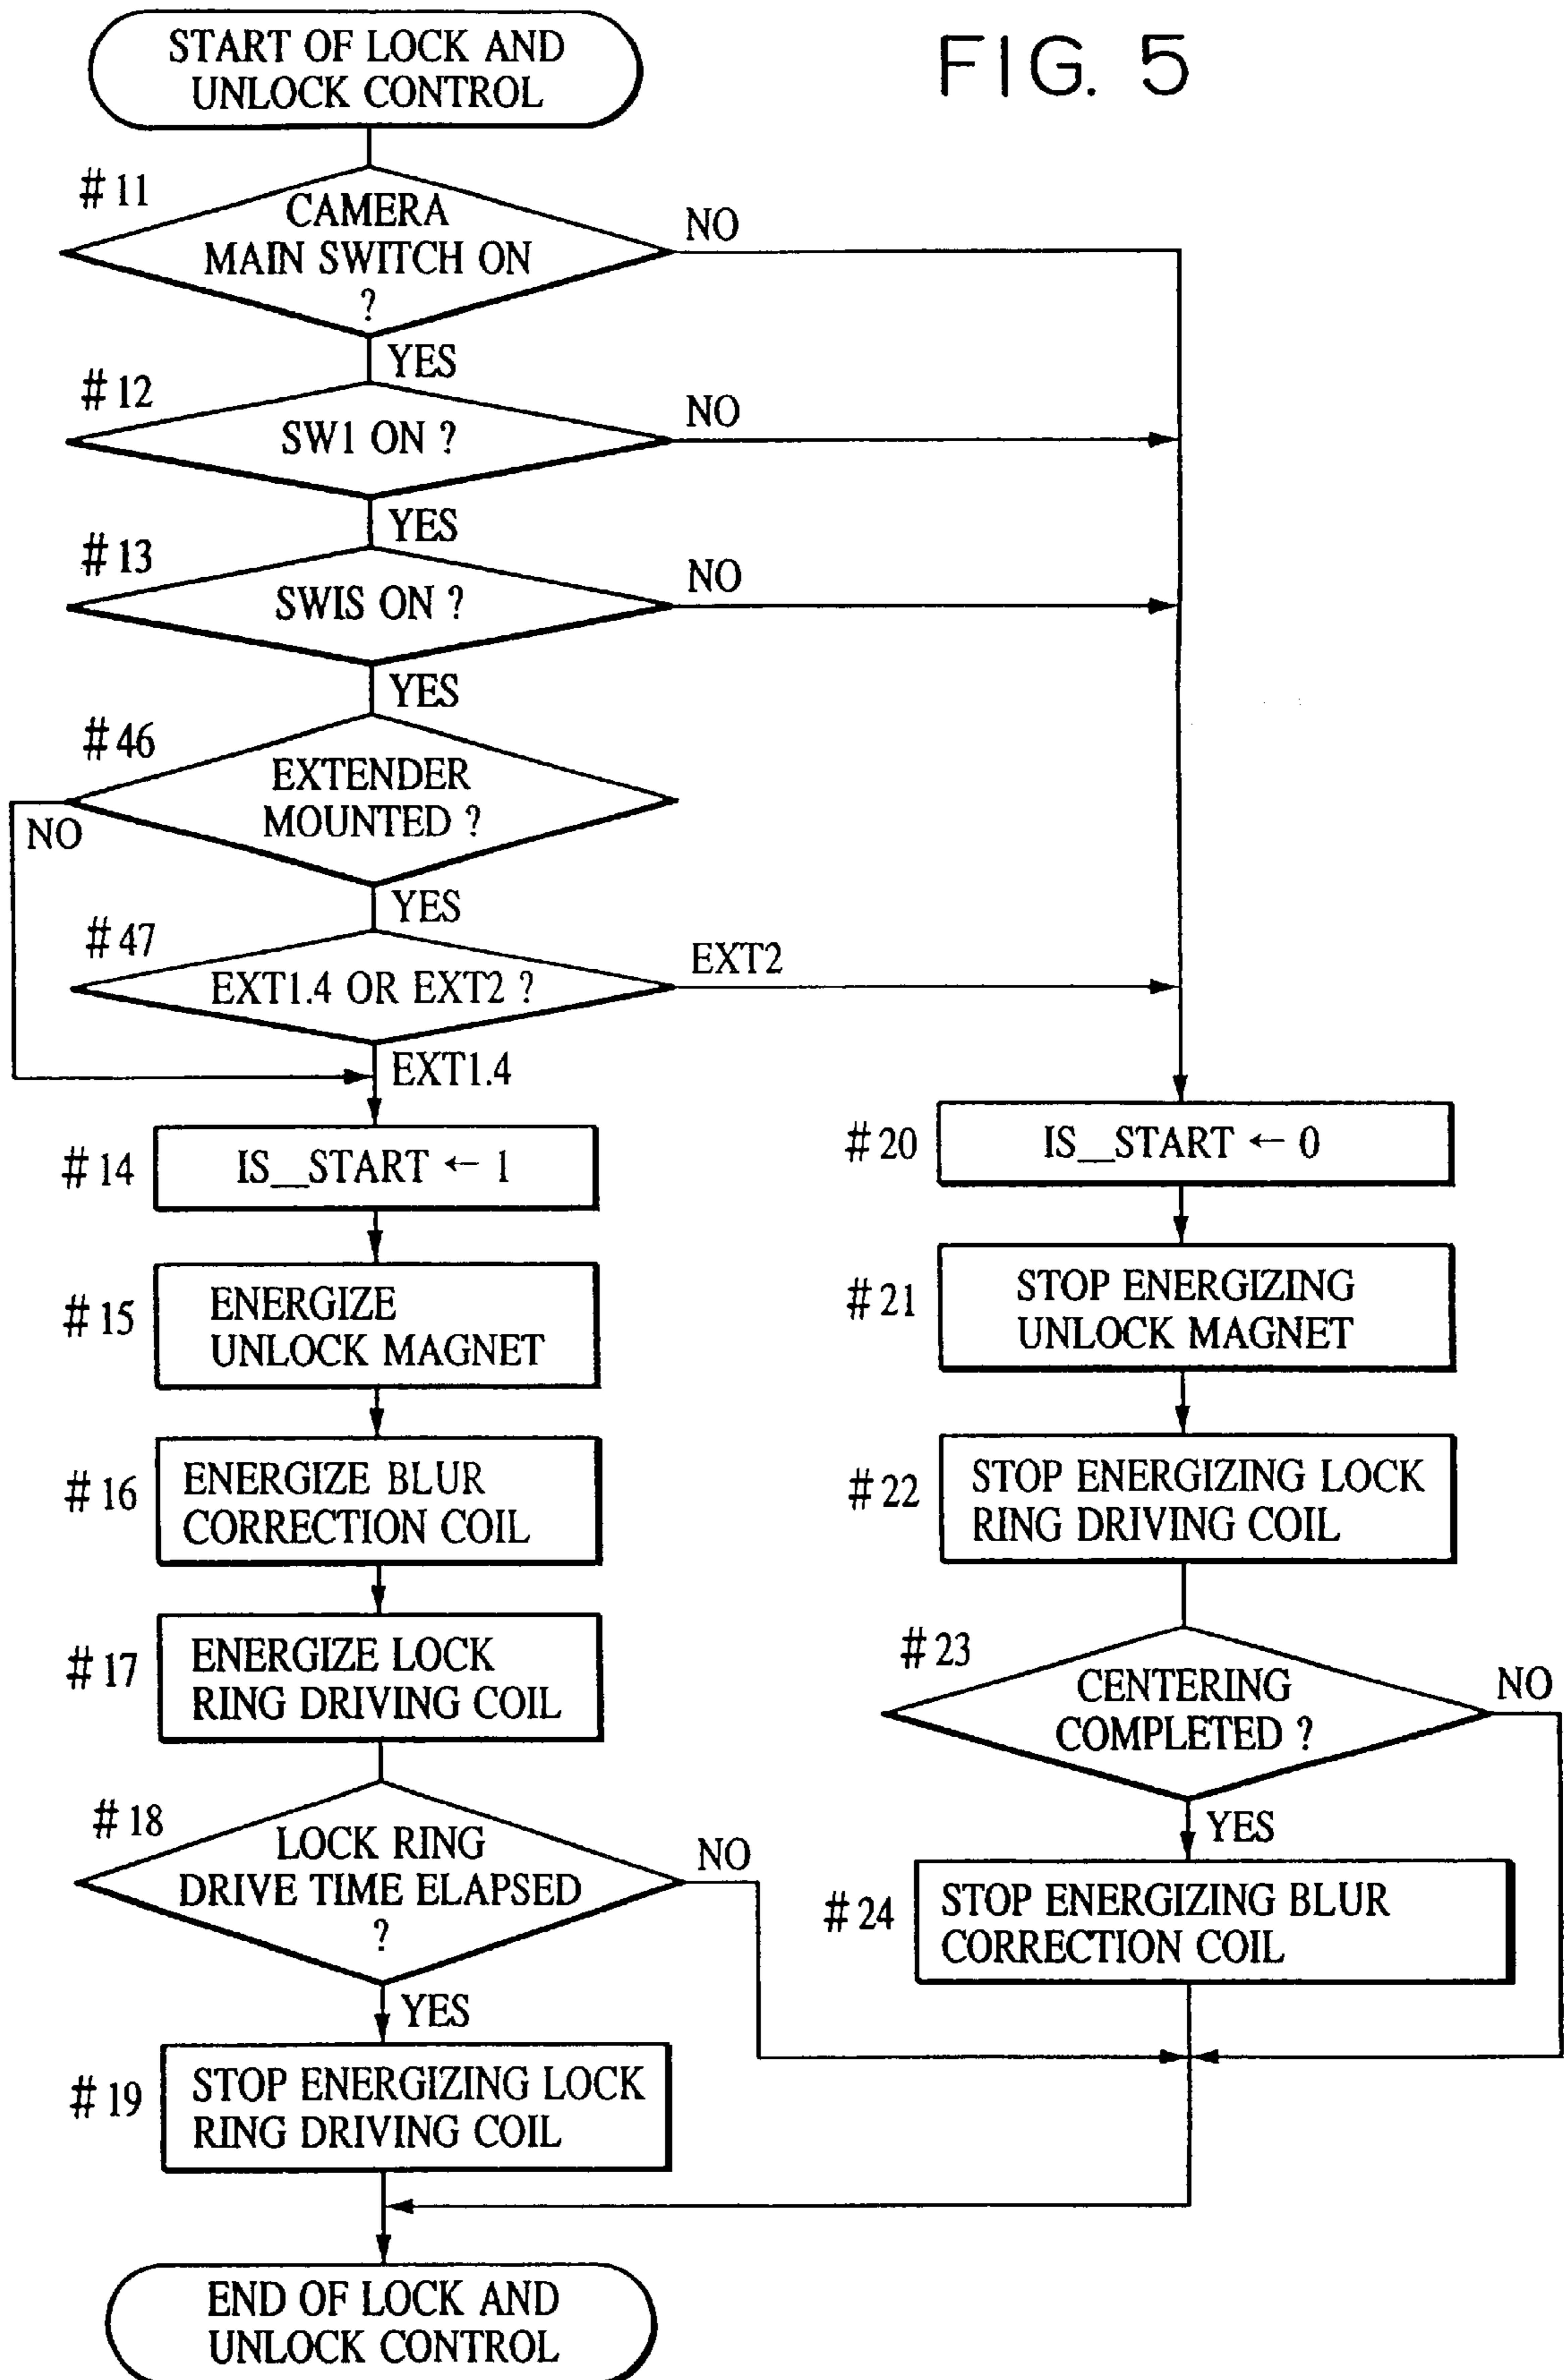 START OF LOCK AND
UNLOCK CONTROL
FIG. 5
#11
CAMERA
MAIN SWITCH ON
?
NO
YES
#12
SW1 ON ?
NO
YES
#13
SWIS ON ?
NO
YES
#46
EXTENDER
MOUNTED ?
NO
YES
#47
EXT1.4 OR EXT2 ?
EXT2
EXT1.4
#14
IS__START ← 1
#15
ENERGIZE
UNLOCK MAGNET
#16
ENERGIZE BLUR
CORRECTION COIL
#17
ENERGIZE LOCK
RING DRIVING COIL
#18
LOCK RING
DRIVE TIME ELAPSED
?
NO
YES
#19
STOP ENERGIZING LOCK
RING DRIVING COIL
#20
IS__START ← 0
#21
STOP ENERGIZING
UNLOCK MAGNET
#22
STOP ENERGIZING LOCK
RING DRIVING COIL
#23
CENTERING
COMPLETED ?
NO
YES
#24
STOP ENERGIZING BLUR
CORRECTION COIL
END OF LOCK AND
UNLOCK CONTROL